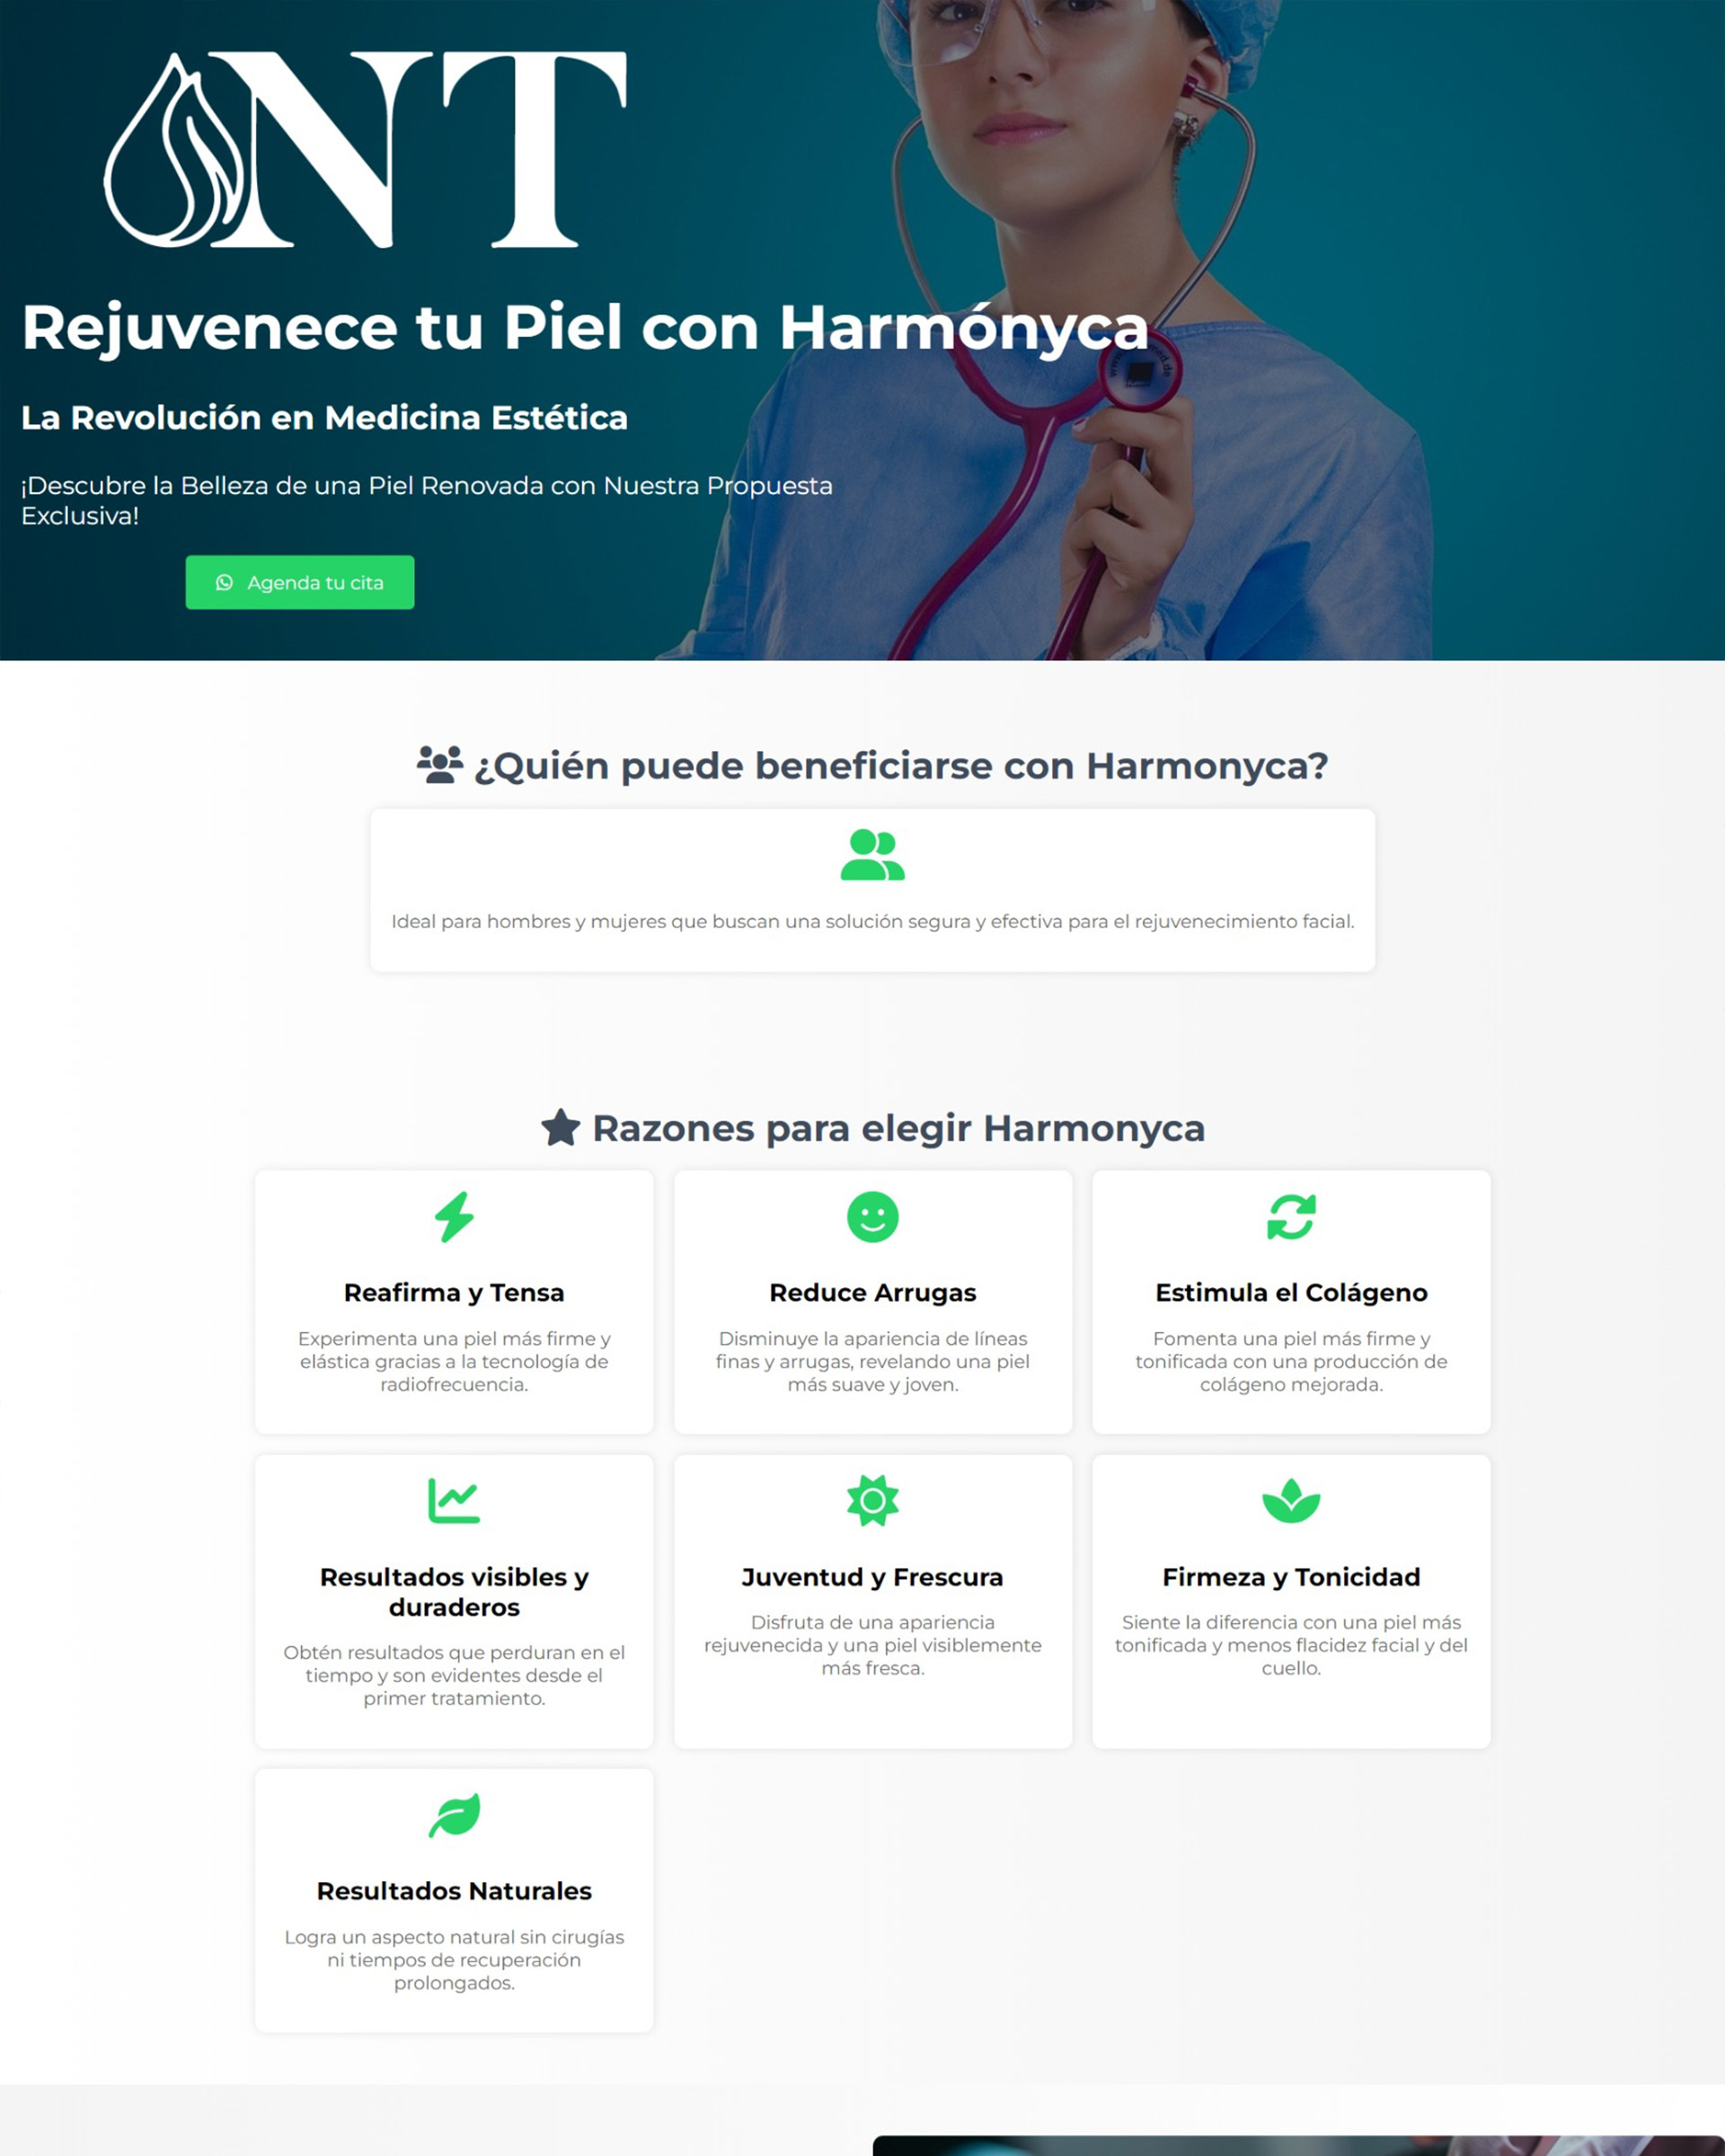 NT
Rejuvenece tu Piel con Harmónyca
La Revolución en Medicina Estética
¡Descubre la Belleza de una Piel Renovada con Nuestra Propuesta
Exclusiva!
Agenda tu cita
¿Quién puede beneficiarse con Harmonyca?
Ideal para hombres y mujeres que buscan una solución segura y efectiva para el rejuvenecimiento facial.
Razones para elegir Harmonyca
Reafirma y Tensa
Experimenta una piel más firme y
elástica gracias a la tecnología de
radiofrecuencia.
Reduce Arrugas
Disminuye la apariencia de líneas
finas y arrugas, revelando una piel
más suave y joven.
Estimula el Colágeno
Fomenta una piel más firme y
tonificada con una producción de
colágeno mejorada.
Resultados visibles y
duraderos
Obtén resultados que perduran en el
tiempo y son evidentes desde el
primer tratamiento.
Juventud y Frescura
Disfruta de una apariencia
rejuvenecida y una piel visiblemente
más fresca.
Firmeza y Tonicidad
Siente la diferencia con una piel más
tonificada y menos flacidez facial y del
cuello.
Resultados Naturales
Logra un aspecto natural sin cirugías
ni tiempos de recuperación
prolongados.